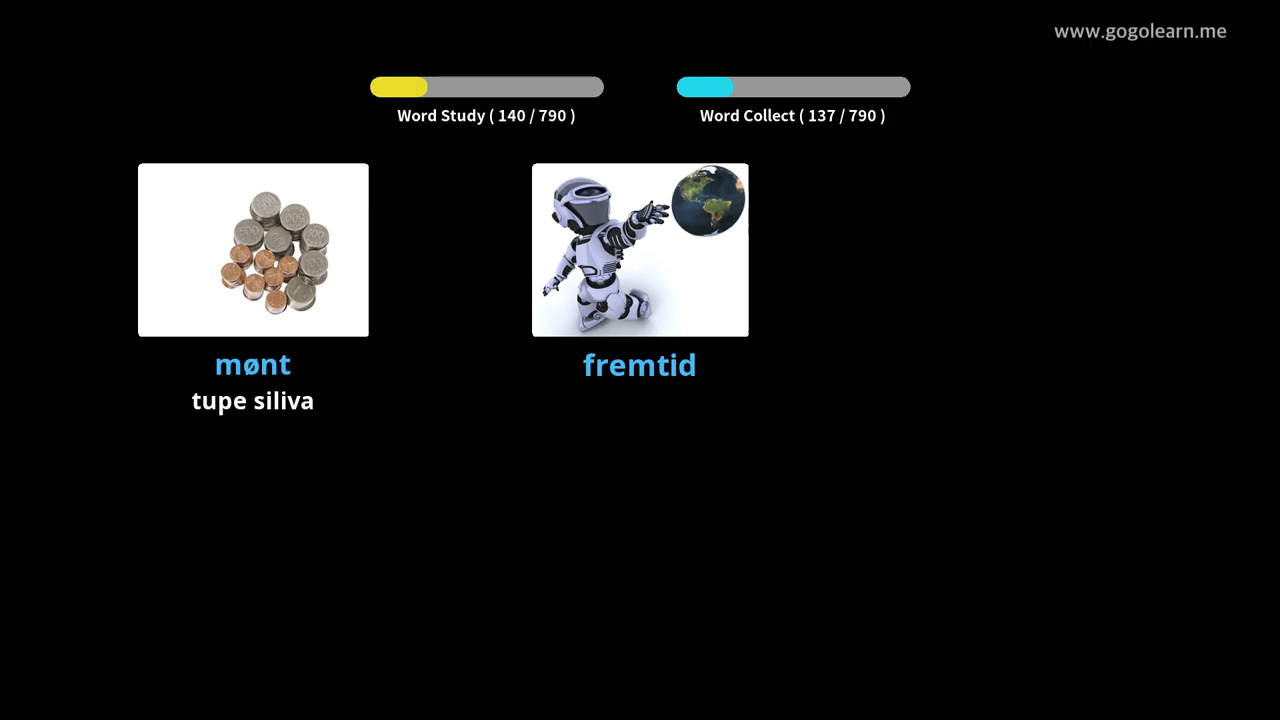 www.gogolearn.me
Word Study ( 140 / 790 )
Word Collect ( 137 / 790 )
mønt
tupe siliva
fremtid